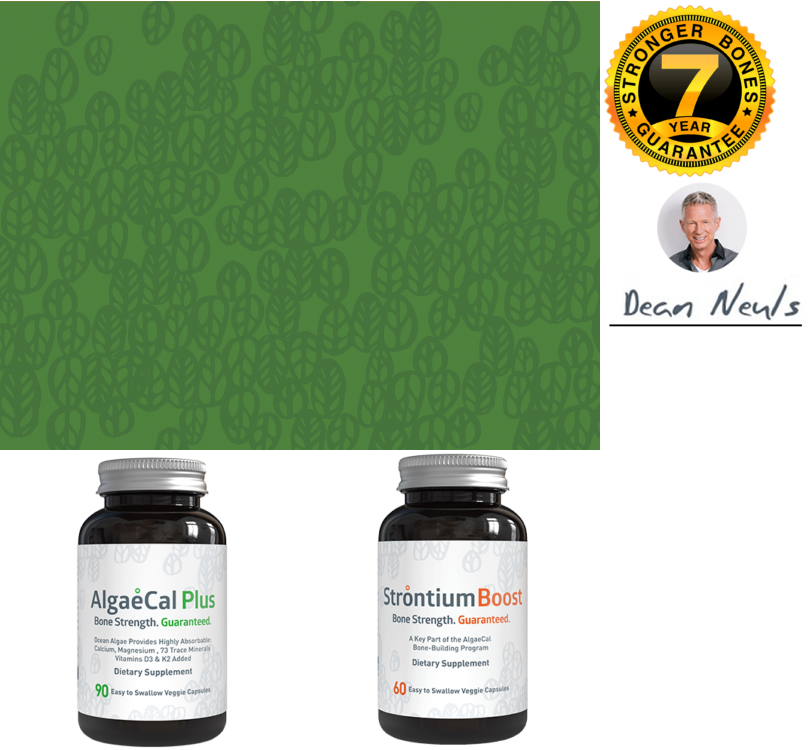 STRONGER BONES
7
YEAR
GUARANTEE
Dean Neuls
AlgaeCal Plus
Bone Strength. Guaranteed.
Ocean Algae Provides Highly Absorbable:
Calcium, Magnesium , 73 Trace Minerals
Vitamins D3 & K2 Added
Dietary Supplement
90 Easy to Swallow Veggie Capsules
Strontium Boost
Bone Strength. Guaranteed.
A Key Part of the AlgaeCal
Bone-Building Program
Dietary Supplement
60 Easy to Swallow Veggie Capsules